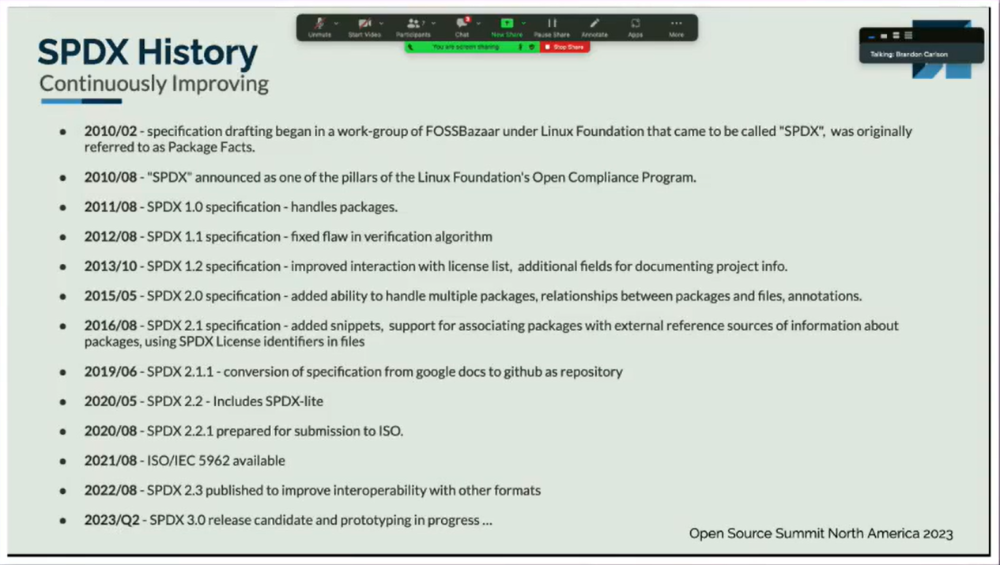 Unmute
Start Video
Participants
7
Chat
3
New Share
Pause Share
Annotate
Apps
More
You are screen sharing
Stop Share
Talking: Brandon Carlson
SPDX History
Continuously Improving
● 2010/02 - specification drafting began in a work-group of FOSSBazaar under Linux Foundation that came to be called "SPDX", was originally
referred to as Package Facts.
● 2010/08 - "SPDX" announced as one of the pillars of the Linux Foundation's Open Compliance Program.
● 2011/08 - SPDX 1.0 specification - handles packages.
● 2012/08 - SPDX 1.1 specification - fixed flaw in verification algorithm
● 2013/10 - SPDX 1.2 specification - improved interaction with license list, additional fields for documenting project info.
● 2015/05 - SPDX 2.0 specification - added ability to handle multiple packages, relationships between packages and files, annotations.
● 2016/08 - SPDX 2.1 specification - added snippets, support for associating packages with external reference sources of information about
packages, using SPDX License identifiers in files
● 2019/06 - SPDX 2.1.1 - conversion of specification from google docs to github as repository
● 2020/05 - SPDX 2.2 - Includes SPDX-lite
● 2020/08 - SPDX 2.2.1 prepared for submission to ISO.
● 2021/08 - ISO/IEC 5962 available
● 2022/08 - SPDX 2.3 published to improve interoperability with other formats
● 2023/Q2 - SPDX 3.0 release candidate and prototyping in progress ...
Open Source Summit North America 2023